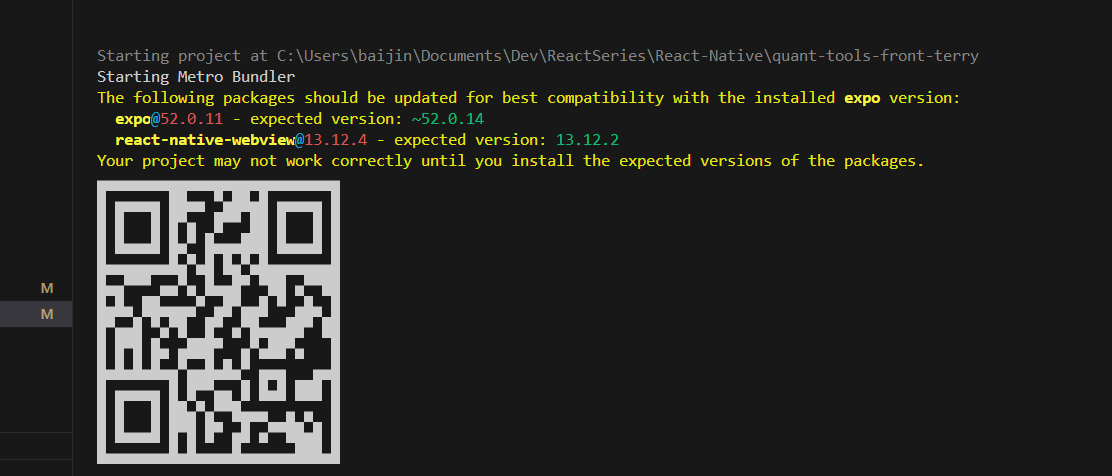 Starting project at C:\Users\baijin\Documents\Dev\ReactSeries\React-Native\quant-tools-front-terry
Starting Metro Bundler
The following packages should be updated for best compatibility with the installed expo version:
  expo@52.0.11 - expected version: ~52.0.14
  react-native-webview@13.12.4 - expected version: 13.12.2
Your project may not work correctly until you install the expected versions of the packages.
M
M